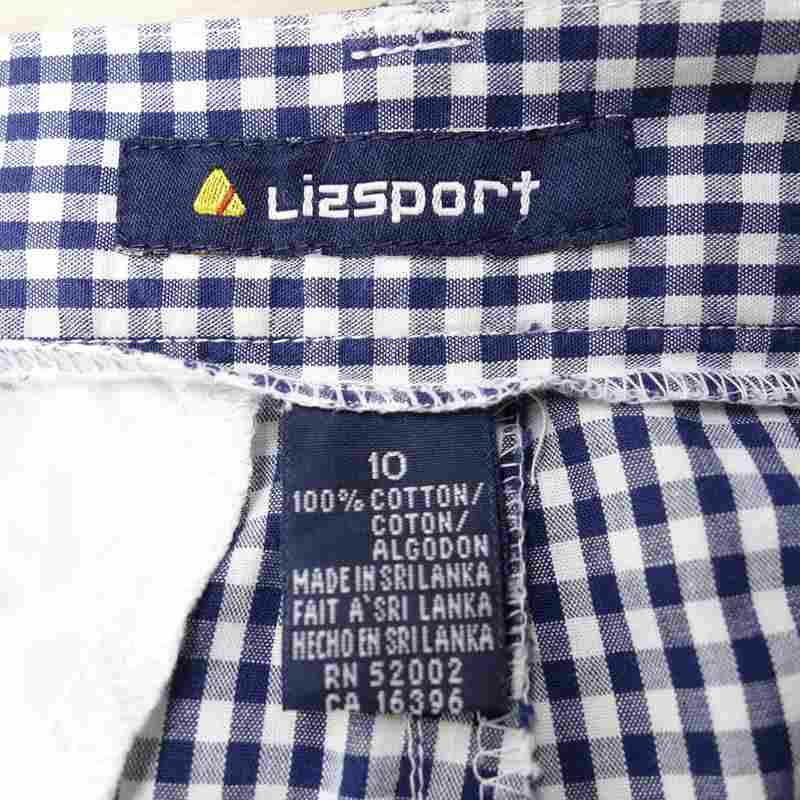 Lizsport
10
100% COTTON/
COTON/
ALGODON
MADE IN SRI LANKA
FAIT A` SRI LANKA
HECHO EN SRI LANKA
RN 52002
CA 16396